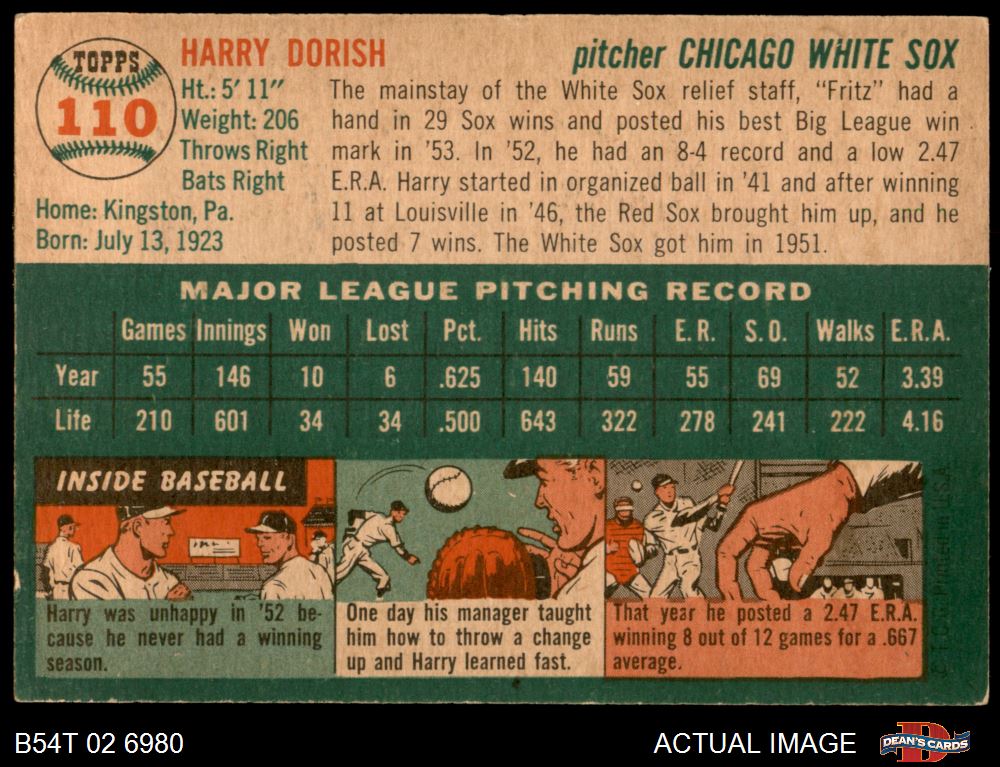 TOPPS
110
HARRY DORISH
pitcher CHICAGO WHITE SOX
Ht.: 5' 11"
Weight: 206
Throws Right
Bats Right
Home: Kingston, Pa.
Born: July 13, 1923
The mainstay of the White Sox relief staff, "Fritz" had a
hand in 29 Sox wins and posted his best Big League win
mark in '53. In '52, he had an 8-4 record and a low 2.47
E.R.A. Harry started in organized ball in '41 and after winning
11 at Louisville in '46, the Red Sox brought him up, and he
posted 7 wins. The White Sox got him in 1951.
MAJOR LEAGUE PITCHING RECORD
Games Innings Won Lost Pct. Hits Runs E. R. S. O. Walks E.R.A.
Year 55 146 10 6 .625 140 59 55 69 52 3.39
Life 210 601 34 34 .500 643 322 278 241 222 4.16
INSIDE BASEBALL
Harry was unhappy in '52 be-
cause he never had a winning
season.
One day his manager taught
him how to throw a change
up and Harry learned fast.
That year he posted a 2.47 E.R.A.
winning 8 out of 12 games for a .667
average.
© T.C.G. Printed in U.S.A.
B54T 02 6980
ACTUAL IMAGE
DEAN'S CARDS